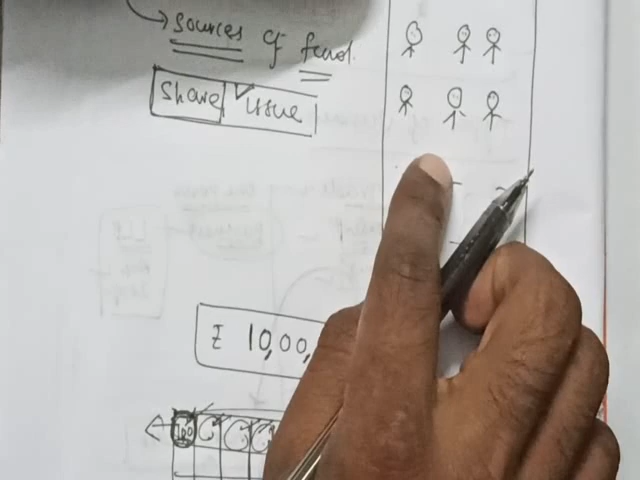 sources of fund
Share issue
₹ 10,00,
100